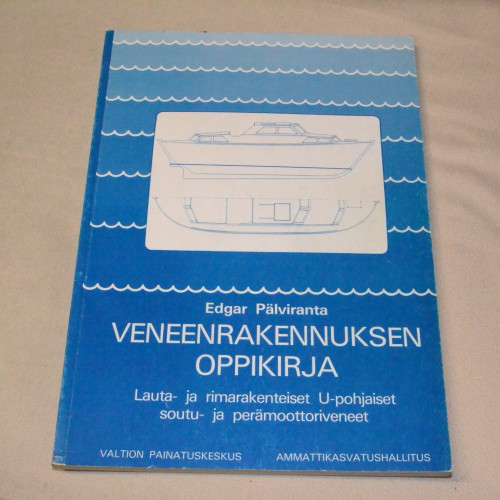 Edgar Pälviranta
VENEENRAKENNUKSEN
OPPIKIRJA
Lauta- ja rimarakenteiset U-pohjaiset
soutu- ja perämoottoriveneet
VALTION PAINATUSKESKUS AMMATTIKASVATUSHALLITUS